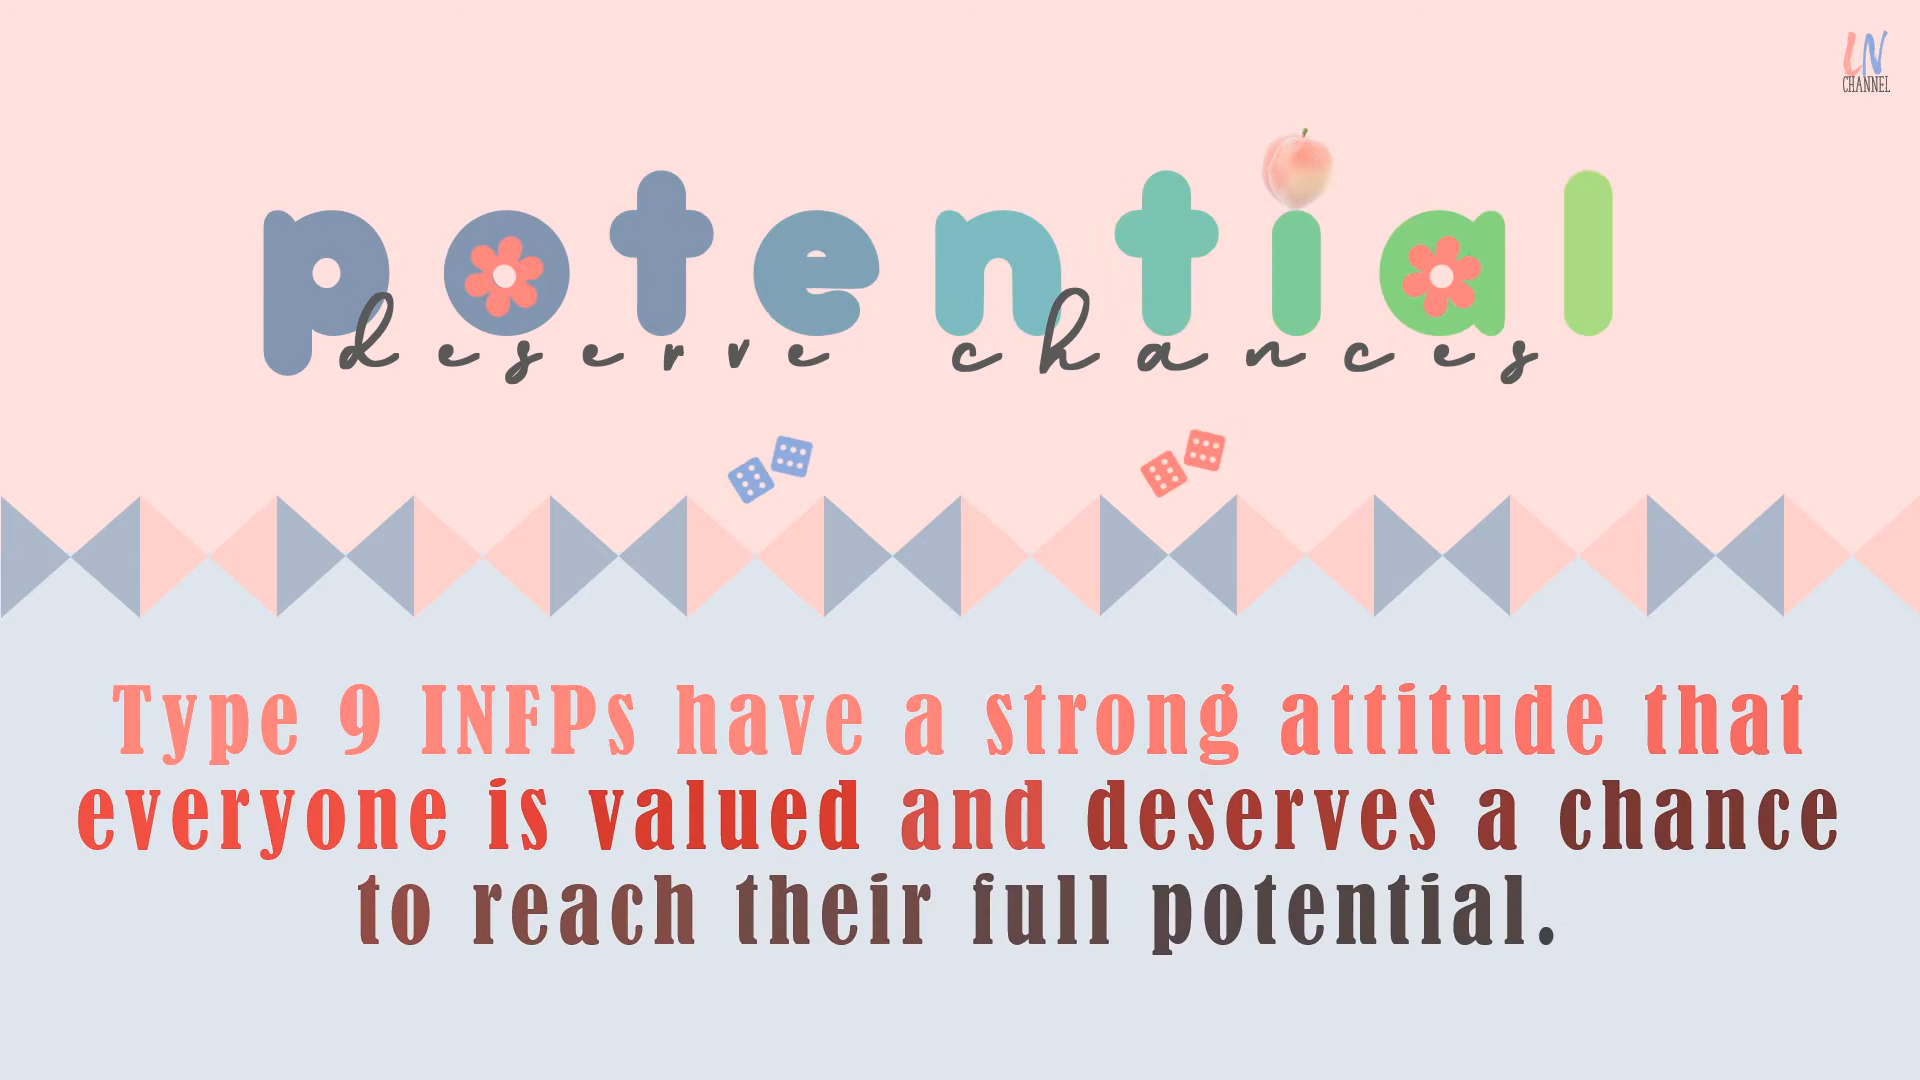 LN
CHANNEL
potential
deserve chances
Type 9 INFPs have a strong attitude that
everyone is valued and deserves a chance
to reach their full potential.